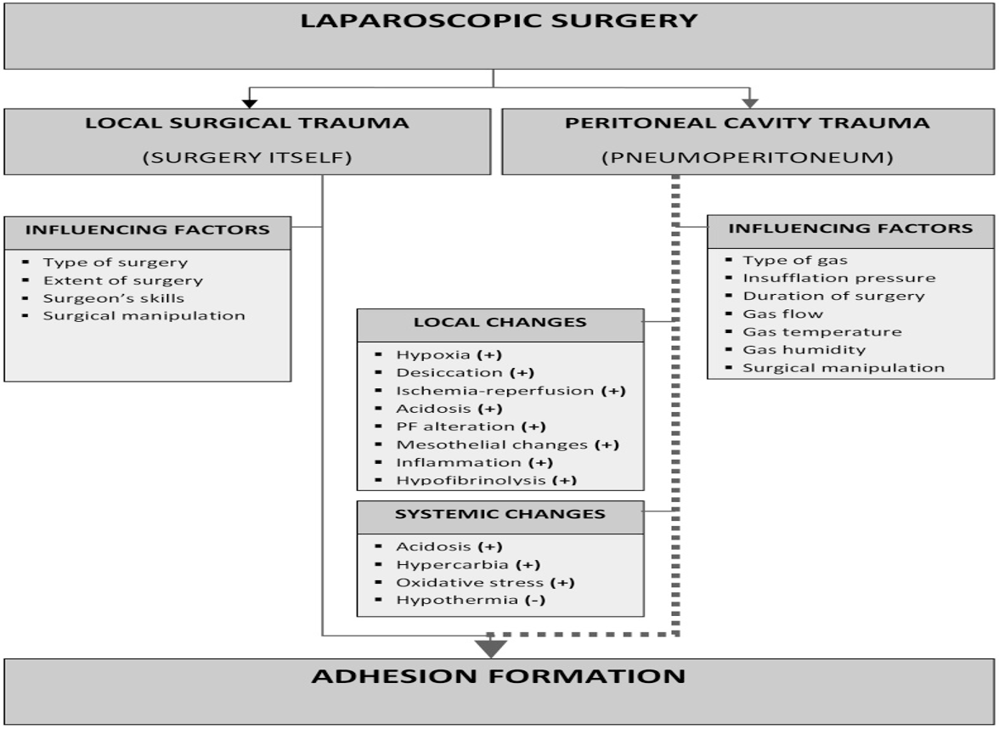 LAPAROSCOPIC SURGERY
LOCAL SURGICAL TRAUMA
(SURGERY ITSELF)
PERITONEAL CAVITY TRAUMA
(PNEUMOPERITONEUM)
INFLUENCING FACTORS
▪ Type of surgery
▪ Extent of surgery
▪ Surgeon’s skills
▪ Surgical manipulation
INFLUENCING FACTORS
▪ Type of gas
▪ Insufflation pressure
▪ Duration of surgery
▪ Gas flow
▪ Gas temperature
▪ Gas humidity
▪ Surgical manipulation
LOCAL CHANGES
▪ Hypoxia (+)
▪ Desiccation (+)
▪ Ischemia-reperfusion (+)
▪ Acidosis (+)
▪ PF alteration (+)
▪ Mesothelial changes (+)
▪ Inflammation (+)
▪ Hypofibrinolysis (+)
SYSTEMIC CHANGES
▪ Acidosis (+)
▪ Hypercarbia (+)
▪ Oxidative stress (+)
▪ Hypothermia (-)
ADHESION FORMATION